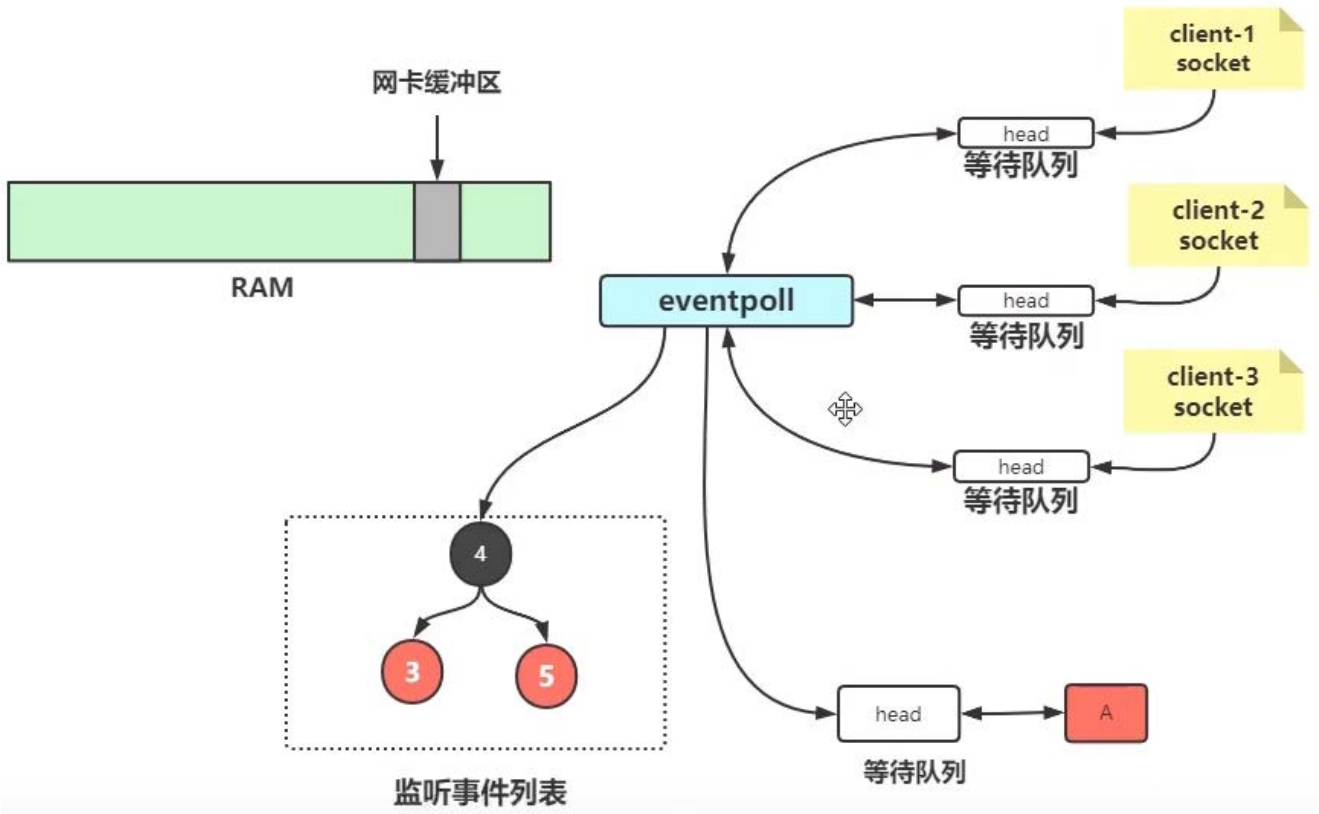 client-1
socket
网卡缓冲区
head
等待队列
client-2
socket
RAM
eventpoll
head
等待队列
client-3
socket
head
等待队列
4
3
5
head
A
等待队列
监听事件列表